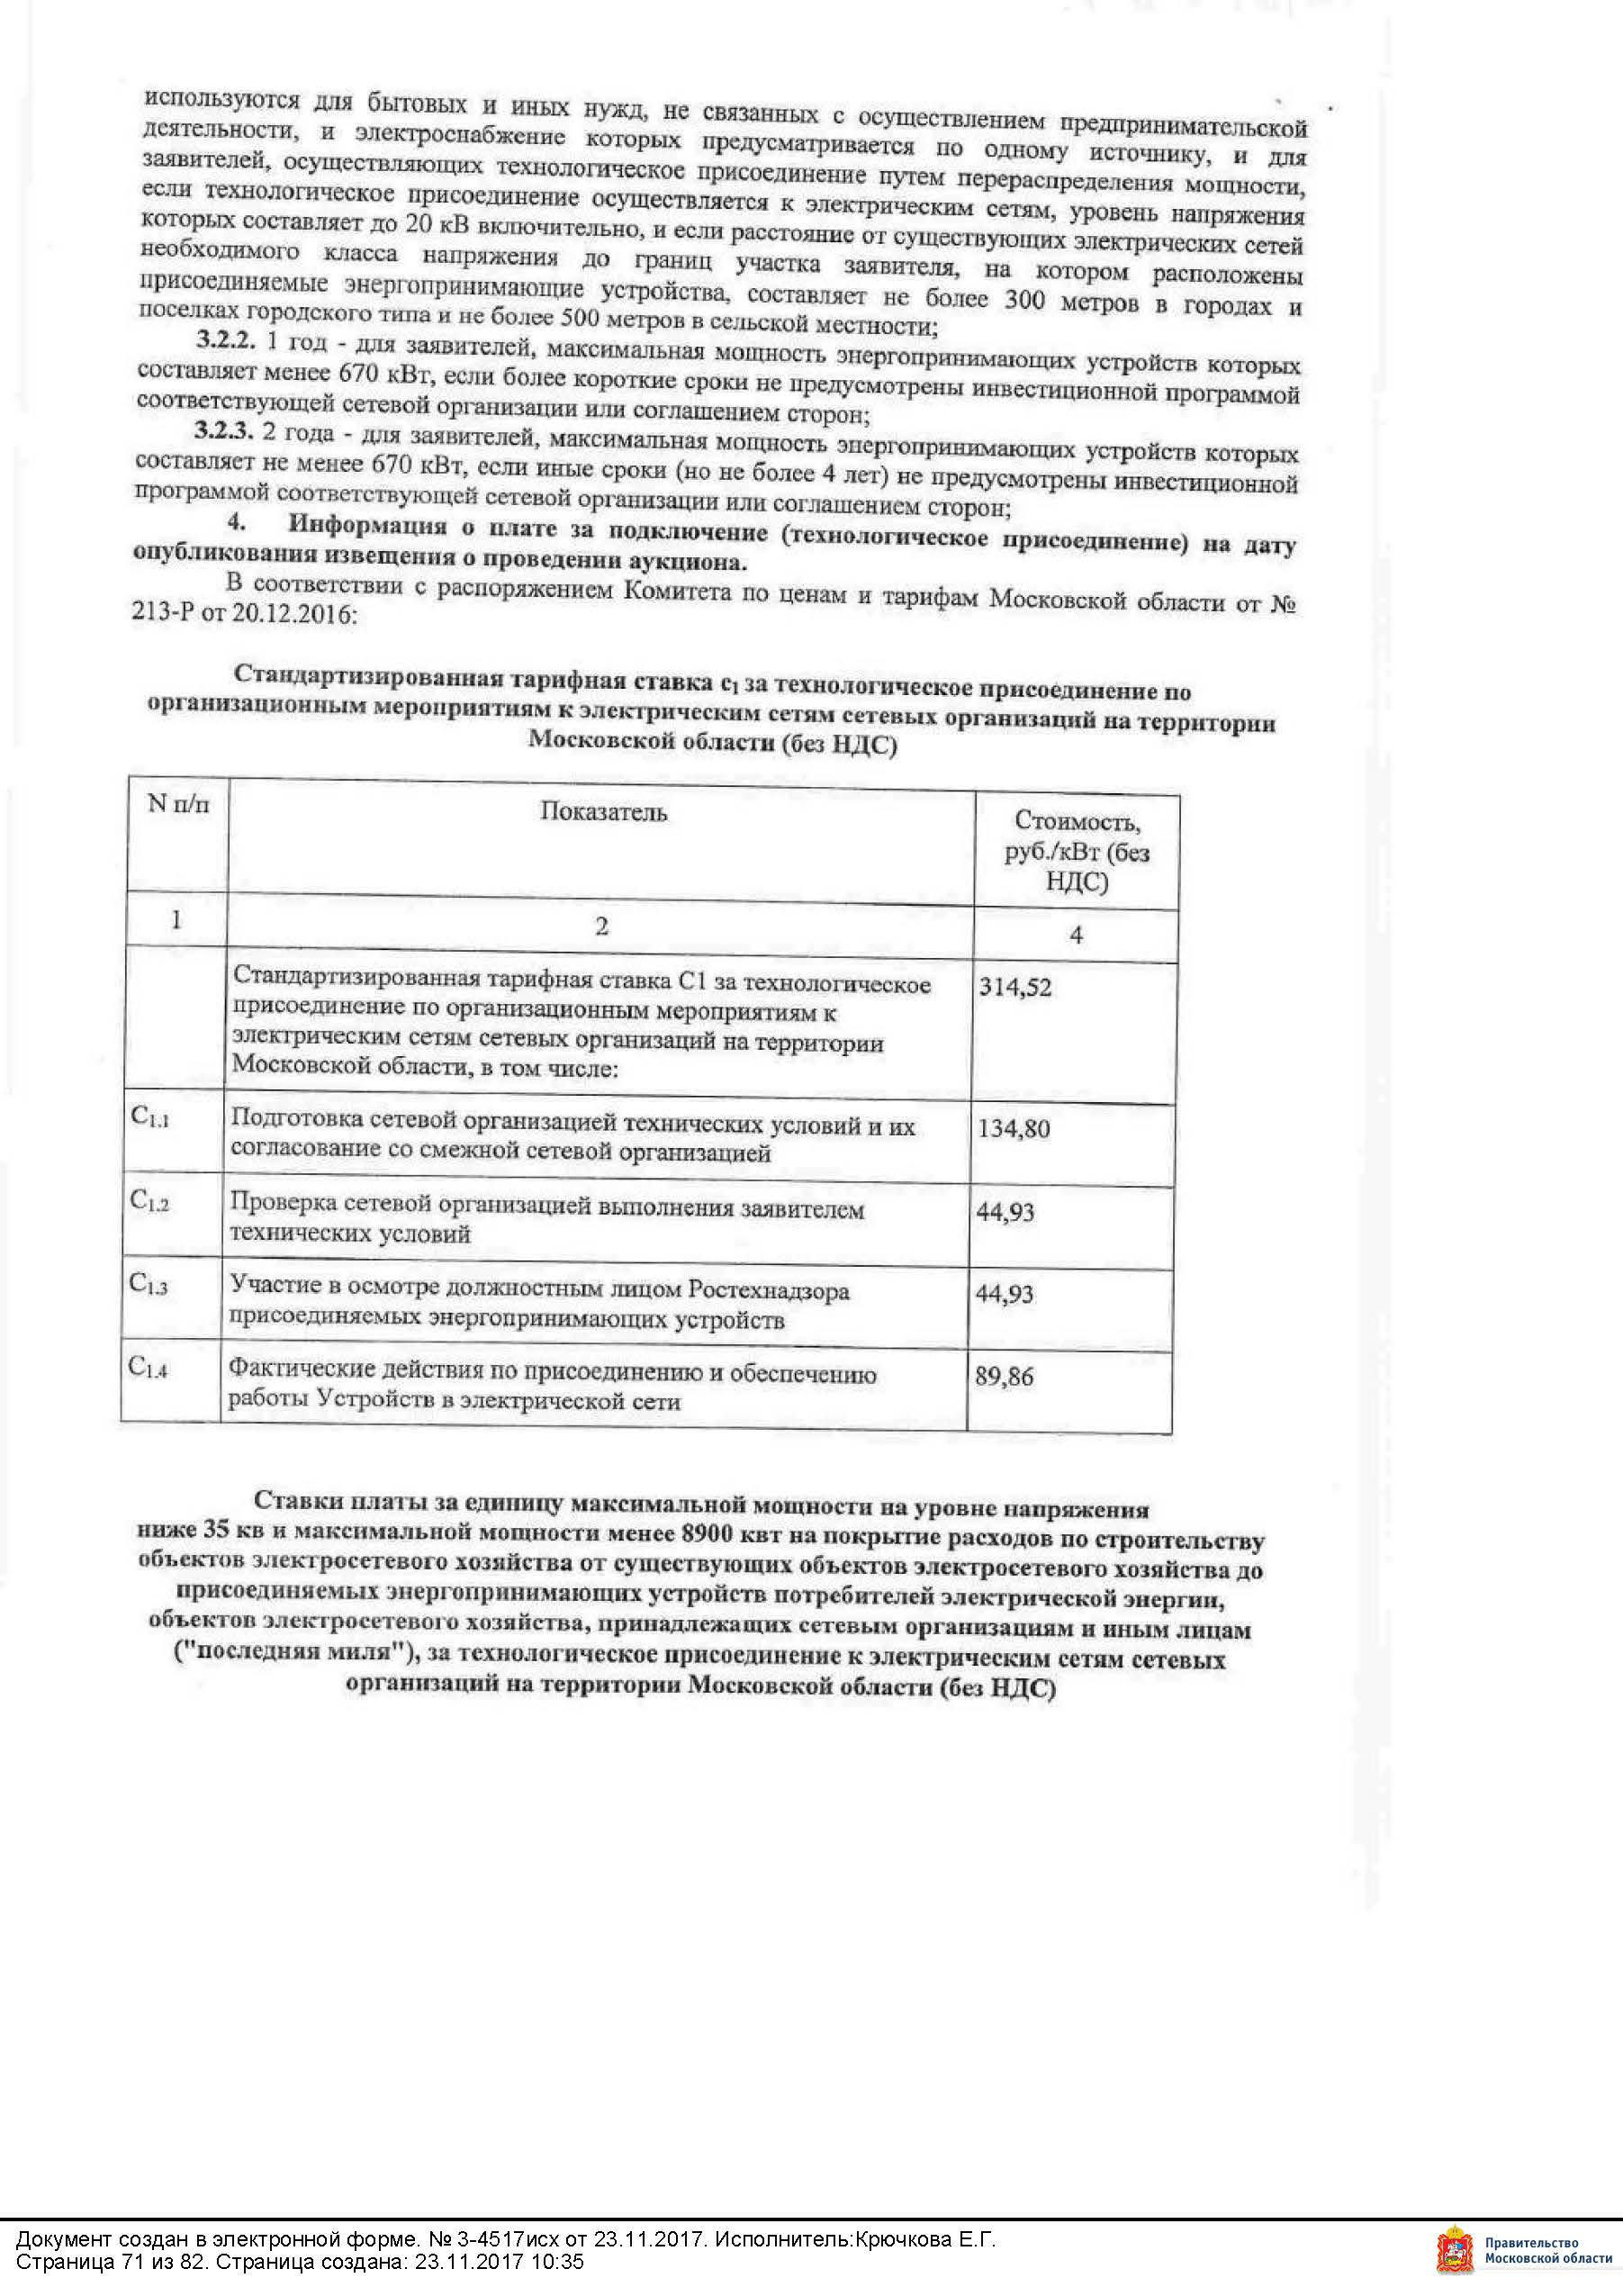 используются для бытовых и иных нужд, не связанных с осуществлением предпринимательской
деятельности, и электроснабжение которых предусматривается по одному источнику, и для
заявителей, осуществляющих технологическое присоединение путем перераспределения мощности,
если технологическое присоединение осуществляется к электрическим сетям, уровень напряжения
которых составляет до 20 кВ включительно, и если расстояние от существующих электрических сетей
необходимого класса напряжения до границ участка заявителя, на котором расположены
присоединяемые энергопринимающие устройства, составляет не более 300 метров в городах и
поселках городского типа и не более 500 метров в сельской местности;
3.2.2. 1 год - для заявителей, максимальная мощность энергопринимающих устройств которых
составляет менее 670 кВт, если более короткие сроки не предусмотрены инвестиционной программой
соответствующей сетевой организации или соглашением сторон;
3.2.3. 2 года - для заявителей, максимальная мощность энергопринимающих устройств которых
составляет не менее 670 кВт, если иные сроки (но не более 4 лет) не предусмотрены инвестиционной
программой соответствующей сетевой организации или соглашением сторон;
4. Информация о плате за подключение (технологическое присоединение) на дату
опубликования извещения о проведении аукциона.
В соответствии с распоряжением Комитета по ценам и тарифам Московской области от №
213-Р от 20.12.2016:
Стандартизированная тарифная ставка с1 за технологическое присоединение по
организационным мероприятиям к электрическим сетям сетевых организаций на территории
Московской области (без НДС)
N п/п
Показатель
Стоимость,
руб./кВт (без
НДС)
1
2
4
Стандартизированная тарифная ставка С1 за технологическое
присоединение по организационным мероприятиям к
электрическим сетям сетевых организаций на территории
Московской области, в том числе:
314,52
С1.1
Подготовка сетевой организацией технических условий и их
согласование со смежной сетевой организацией
134,80
С1.2
Проверка сетевой организацией выполнения заявителем
технических условий
44,93
С1.3
Участие в осмотре должностным лицом Ростехнадзора
присоединяемых энергопринимающих устройств
44,93
С1.4
Фактические действия по присоединению и обеспечению
работы Устройств в электрической сети
89,86
Ставки платы за единицу максимальной мощности на уровне напряжения
ниже 35 кв и максимальной мощности менее 8900 квт на покрытие расходов по строительству
объектов электросетевого хозяйства от существующих объектов электросетевого хозяйства до
присоединяемых энергопринимающих устройств потребителей электрической энергии,
объектов электросетевого хозяйства, принадлежащих сетевым организациям и иным лицам
("последняя миля"), за технологическое присоединение к электрическим сетям сетевых
организаций на территории Московской области (без НДС)
Документ создан в электронной форме. № 3-4517исх от 23.11.2017. Исполнитель:Крючкова Е.Г.
Страница 71 из 82. Страница создана: 23.11.2017 10:35
Правительство
Московской области